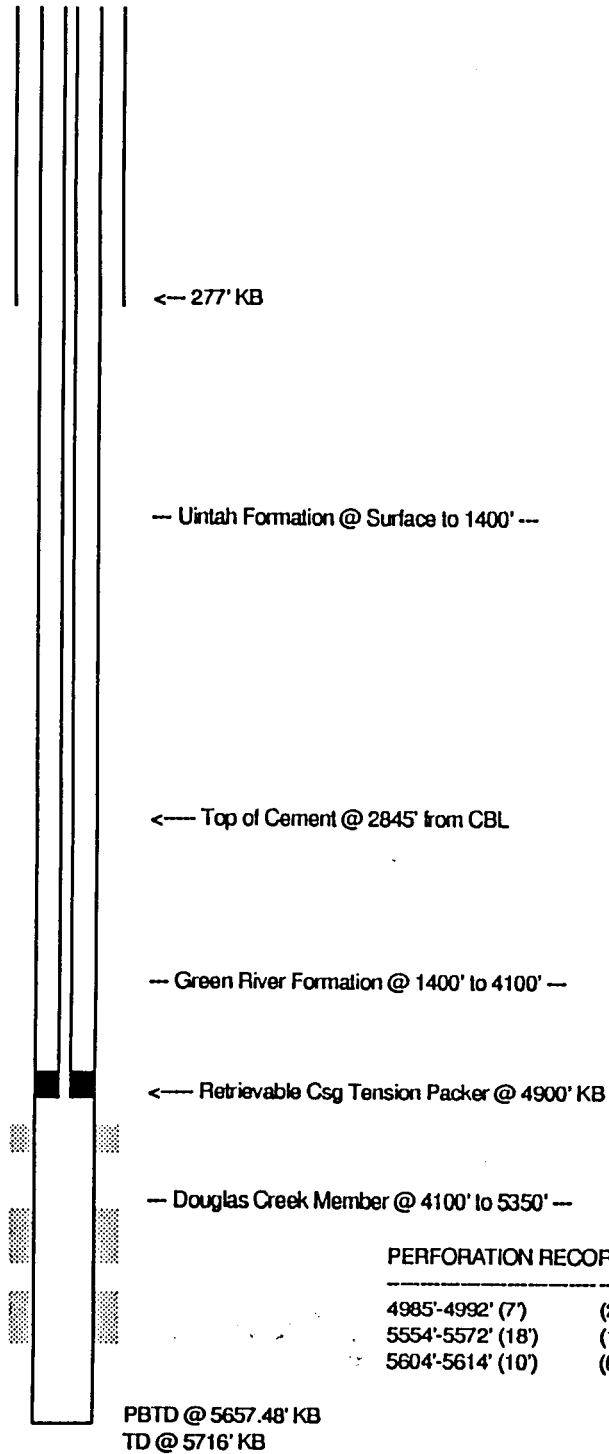 <--- 277' KB
--- Uintah Formation @ Surface to 1400' ---
<---- Top of Cement @ 2845' from CBL
--- Green River Formation @ 1400' to 4100' ---
<---- Retrievable Csg Tension Packer @ 4900' KB
--- Douglas Creek Member @ 4100' to 5350' ---
PERFORATION RECOR
4985'-4992' (7')
5554'-5572' (18')
5604'-5614' (10')
PBTD @ 5657.48' KB
TD @ 5716' KB